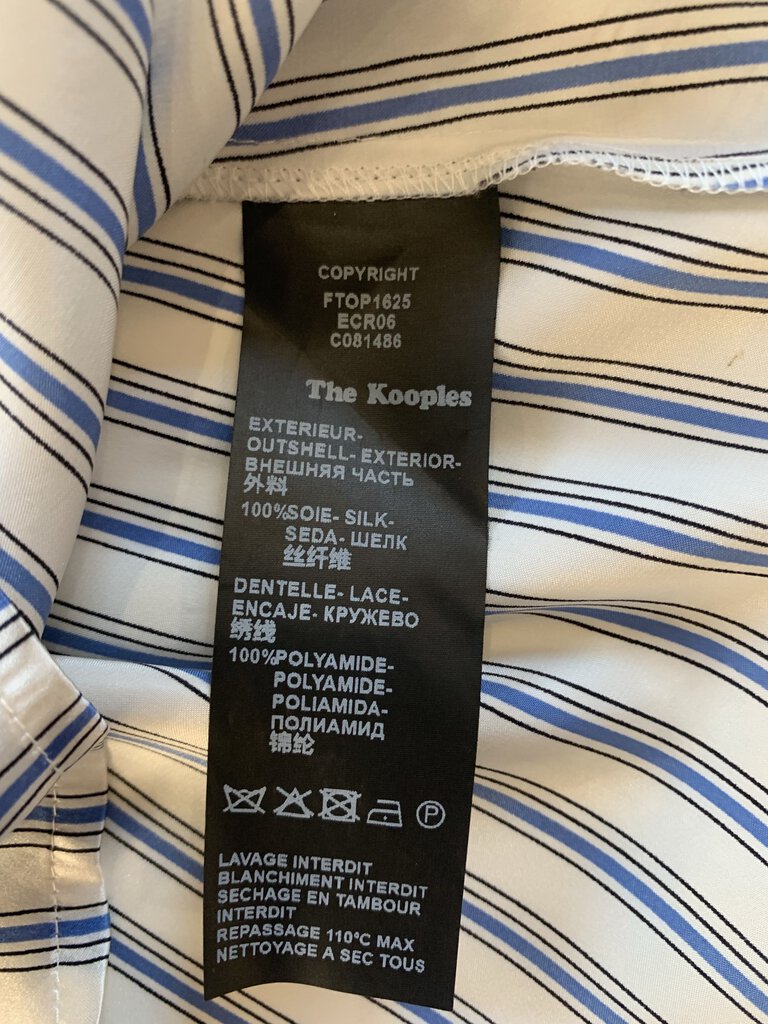 COPYRIGHT
FTOP1625
ECR06
C081486
The Kooples
EXTERIEUR-
OUTSHELL- EXTERIOR-
ВНЕШНЯЯ ЧАСТЬ
外料
100%SOIE- SILK-
SEDA- ШЕЛК
丝纤维
DENTELLE- LACE-
ENCAJE- КРУЖЕВО
绣线
100%POLYAMIDE-
POLYAMIDE-
POLIAMIDA-
ПОЛИАМИД
锦纶
P
LAVAGE INTERDIT
BLANCHIMENT INTERDIT
SECHAGE EN TAMBOUR
INTERDIT
REPASSAGE 110°C MAX
NETTOYAGE A SEC TOUS